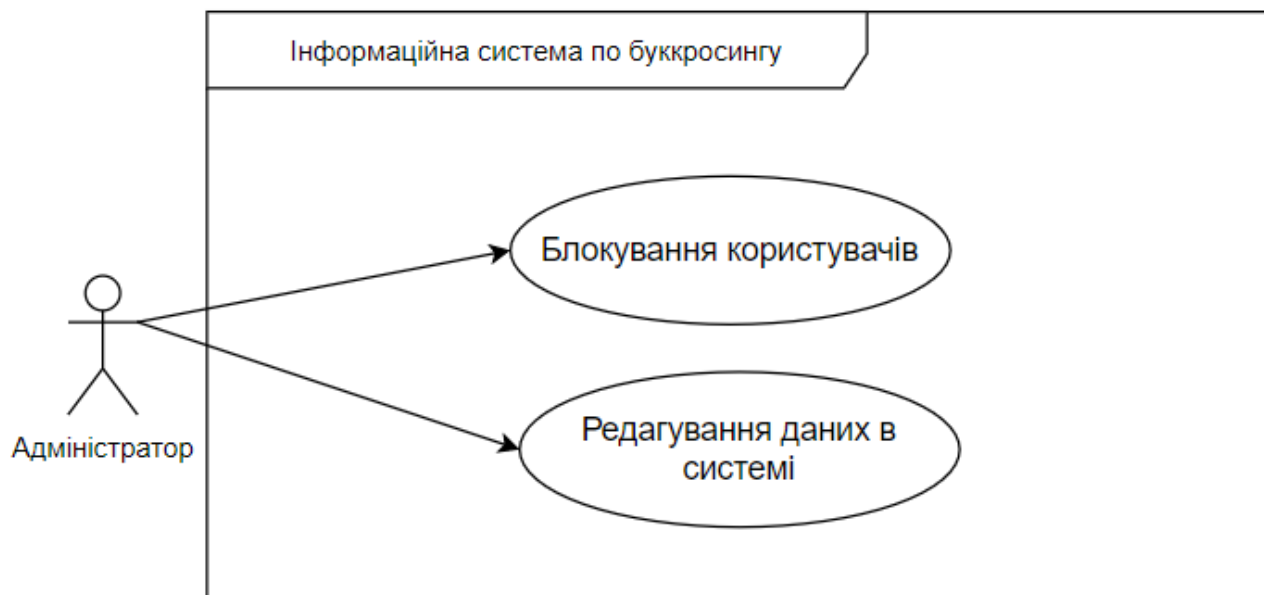 Інформаційна система по буккросингу
Блокування користувачів
Адміністратор
Редагування даних в
системі